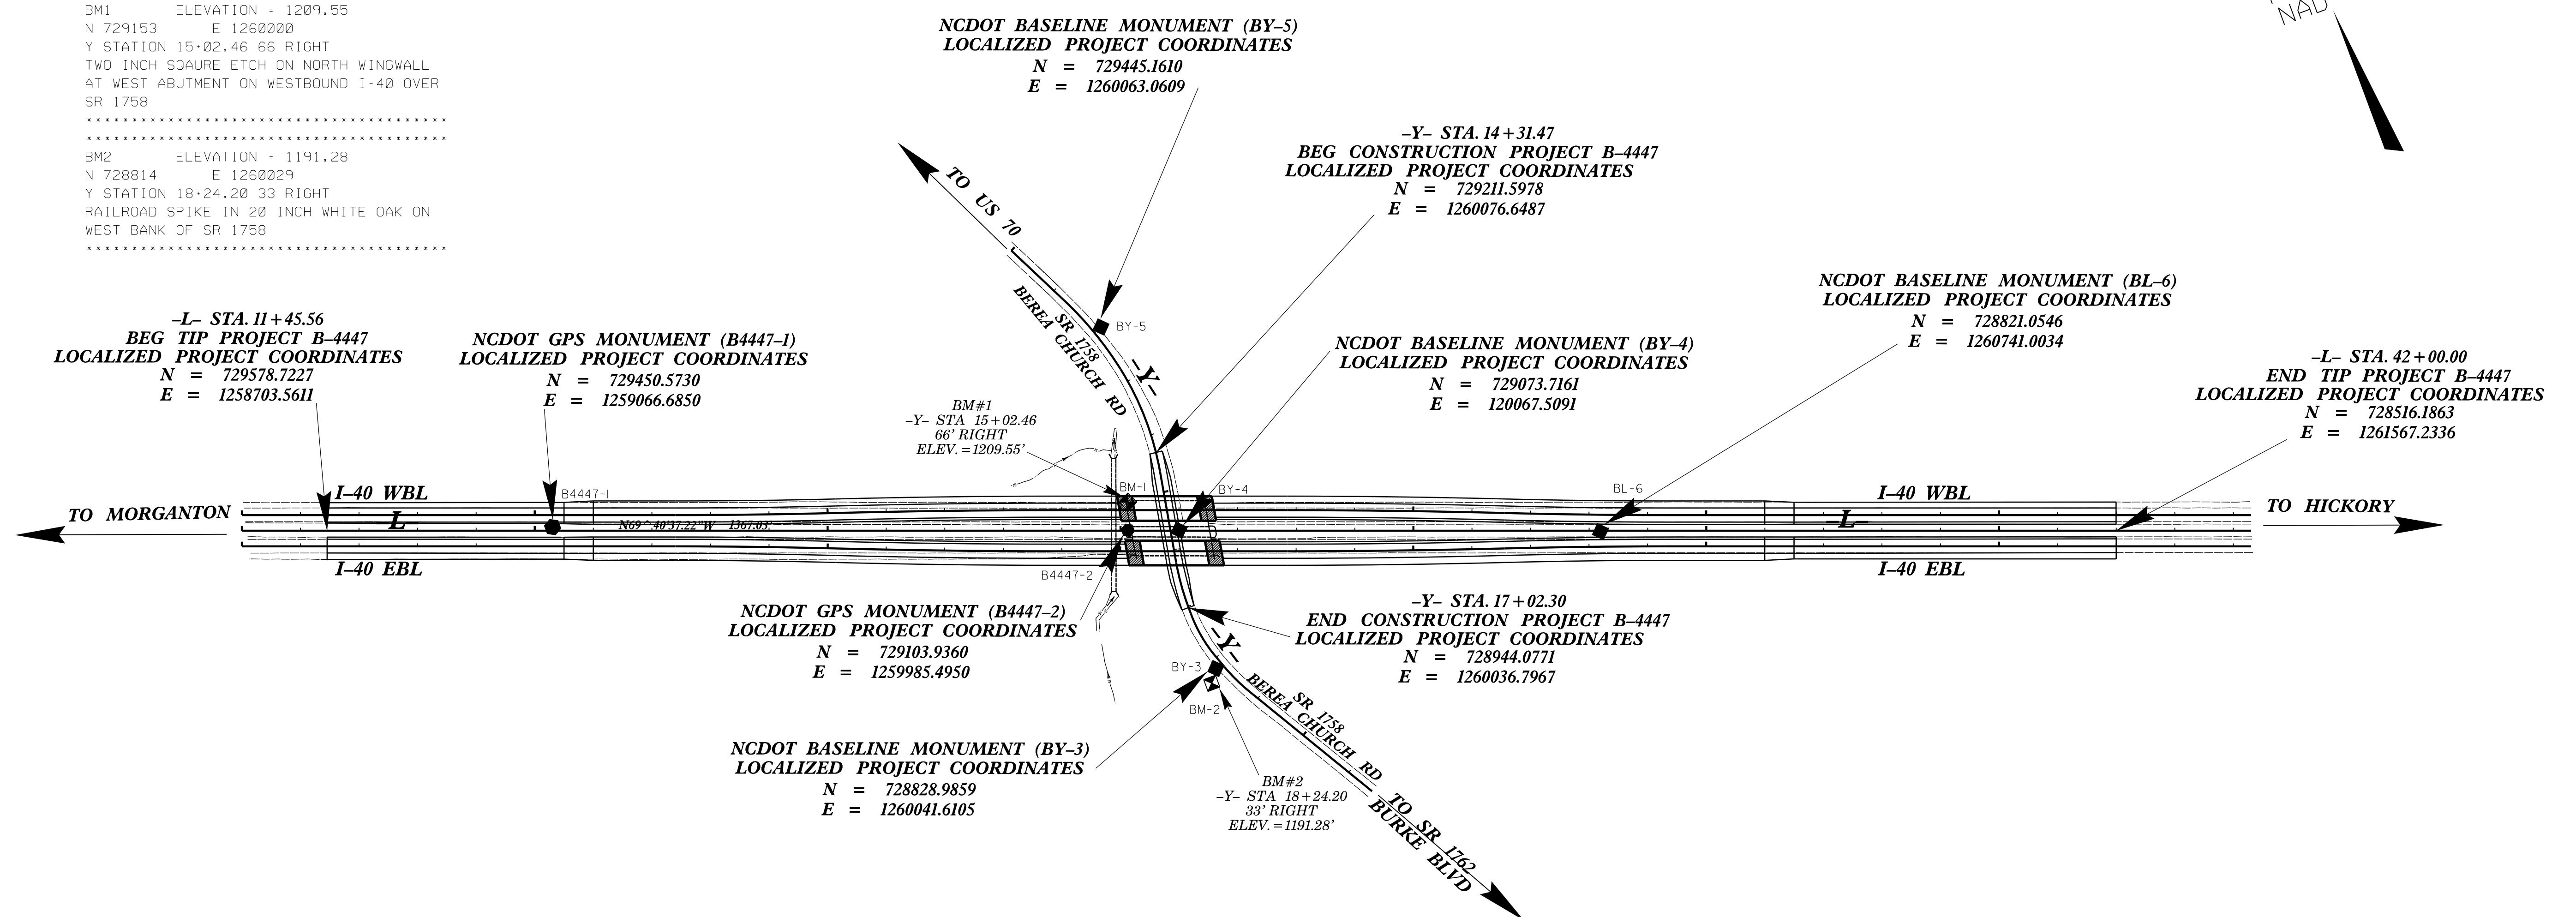 BM1 ELEVATION = 1209.55
N 729153 E 1260000
Y STATION 15+02.46 66 RIGHT
TWO INCH SQAURE ETCH ON NORTH WINGWALL
AT WEST ABUTMENT ON WESTBOUND I-40 OVER
SR 1758
****************************************
****************************************
BM2 ELEVATION = 1191.28
N 728814 E 1260029
Y STATION 18+24.20 33 RIGHT
RAILROAD SPIKE IN 20 INCH WHITE OAK ON
WEST BANK OF SR 1758
****************************************
NAD
NCDOT BASELINE MONUMENT (BY–5)
LOCALIZED PROJECT COORDINATES
N = 729445.1610
E = 1260063.0609
–Y– STA. 14+31.47
BEG CONSTRUCTION PROJECT B–4447
LOCALIZED PROJECT COORDINATES
N = 729211.5978
E = 1260076.6487
TO US 70
SR 1758
BEREA CHURCH RD
–Y–
BY-5
–L– STA. 11+45.56
BEG TIP PROJECT B–4447
LOCALIZED PROJECT COORDINATES
N = 729578.7227
E = 1258703.5611
NCDOT GPS MONUMENT (B4447–1)
LOCALIZED PROJECT COORDINATES
N = 729450.5730
E = 1259066.6850
BM#1
–Y– STA 15+02.46
66' RIGHT
ELEV.=1209.55'
NCDOT BASELINE MONUMENT (BY–4)
LOCALIZED PROJECT COORDINATES
N = 729073.7161
E = 120067.5091
NCDOT BASELINE MONUMENT (BL–6)
LOCALIZED PROJECT COORDINATES
N = 728821.0546
E = 1260741.0034
–L– STA. 42+00.00
END TIP PROJECT B–4447
LOCALIZED PROJECT COORDINATES
N = 728516.1863
E = 1261567.2336
TO MORGANTON
I–40 WBL
–L–
I–40 EBL
B4447-1
N69^40'37.22"W 1367.03'
BM-1
BY-4
B4447-2
BL-6
I–40 WBL
–L–
I–40 EBL
TO HICKORY
NCDOT GPS MONUMENT (B4447–2)
LOCALIZED PROJECT COORDINATES
N = 729103.9360
E = 1259985.4950
–Y– STA. 17+02.30
END CONSTRUCTION PROJECT B–4447
LOCALIZED PROJECT COORDINATES
N = 728944.0771
E = 1260036.7967
–Y–
BY-3
BM-2
SR 1758
BEREA CHURCH RD
NCDOT BASELINE MONUMENT (BY–3)
LOCALIZED PROJECT COORDINATES
N = 728828.9859
E = 1260041.6105
BM#2
–Y– STA 18+24.20
33' RIGHT
ELEV.=1191.28'
TO SR 1762
BURKE BLVD